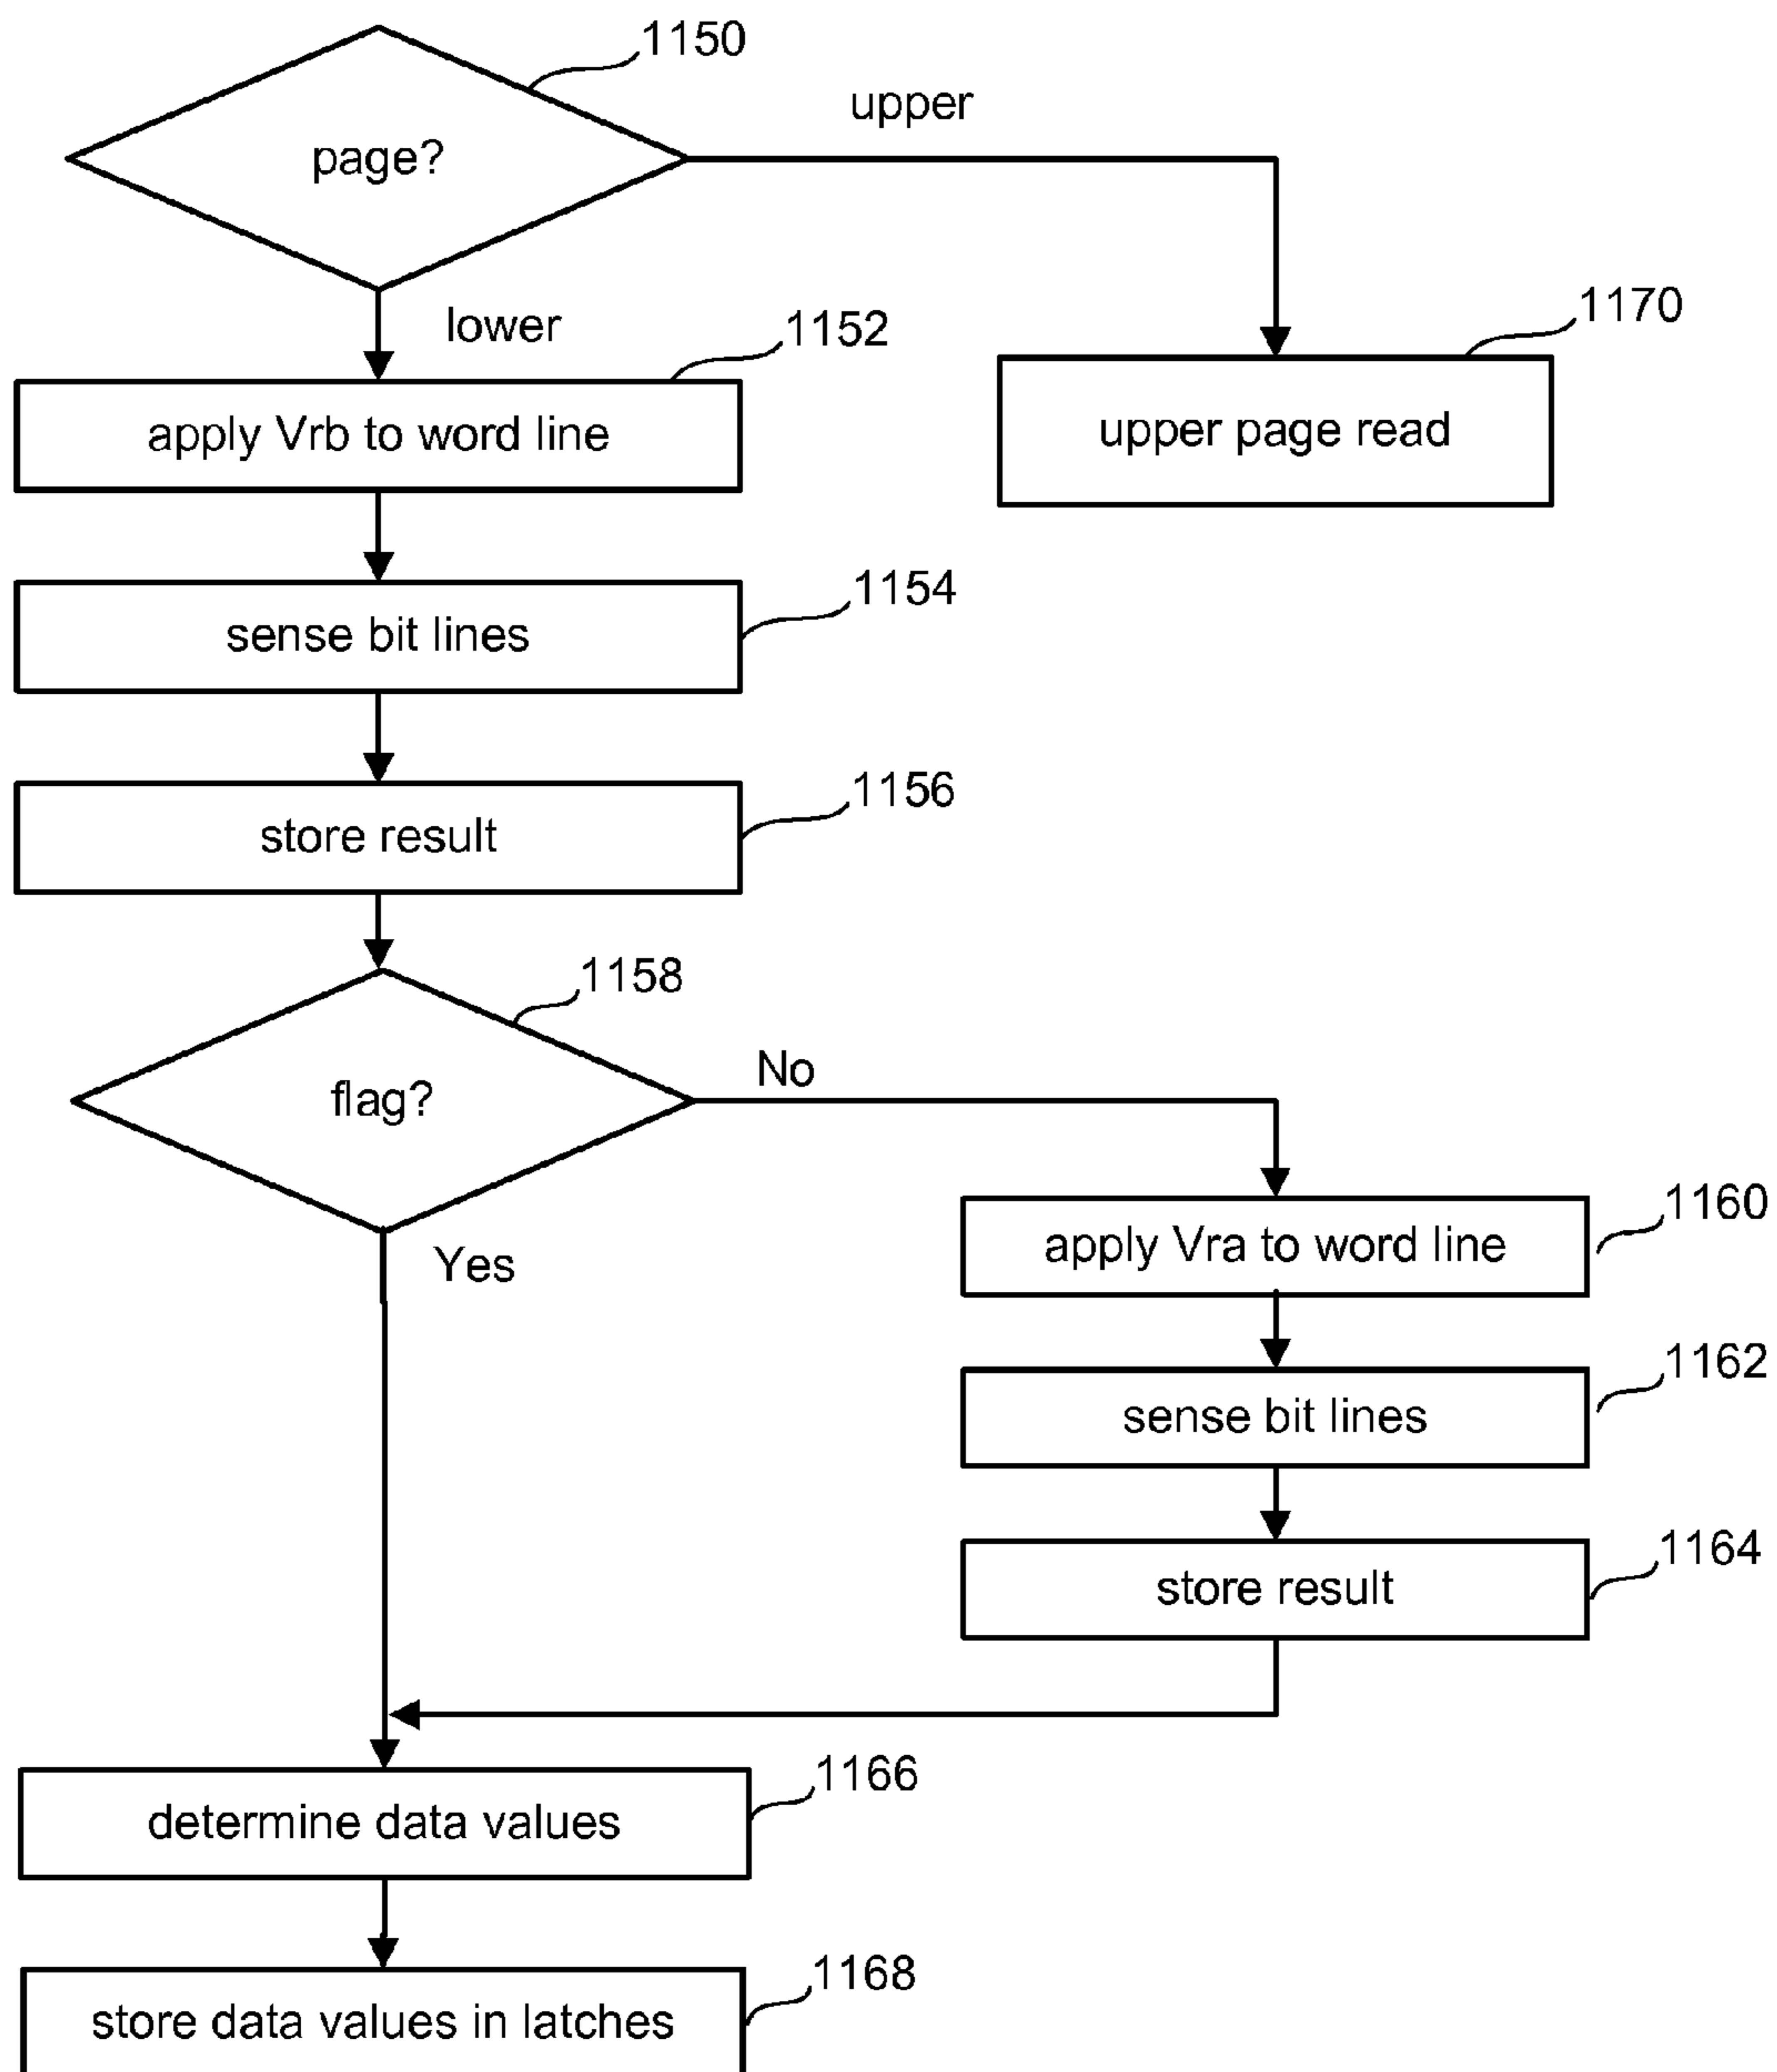 1150
upper
page?
lower
1152
1170
apply Vrb to word line
upper page read
1154
sense bit lines
1156
store result
1158
No
flag?
1160
Yes
apply Vra to word line
1162
sense bit lines
1164
store result
1166
determine data values
1168
store data values in latches